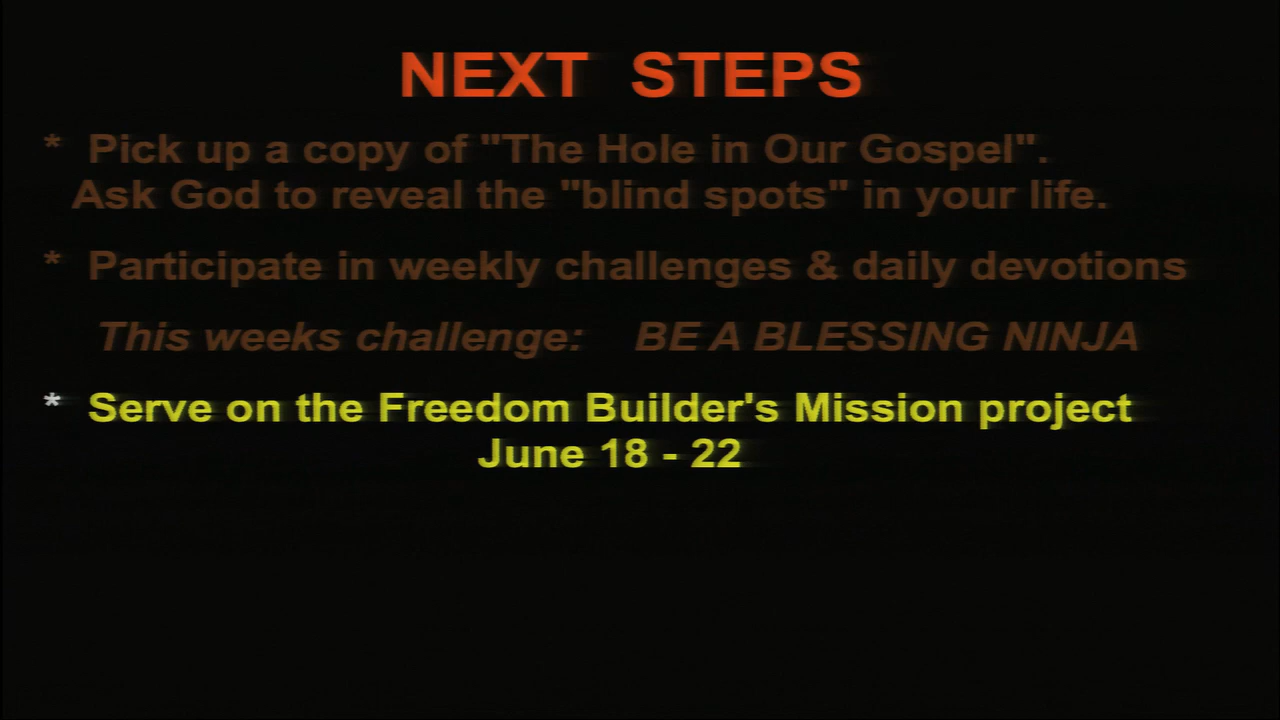 NEXT STEPS
* Pick up a copy of "The Hole in Our Gospel".
Ask God to reveal the "blind spots" in your life.
* Participate in weekly challenges & daily devotions
This weeks challenge: BE A BLESSING NINJA
* Serve on the Freedom Builder's Mission project
June 18 - 22